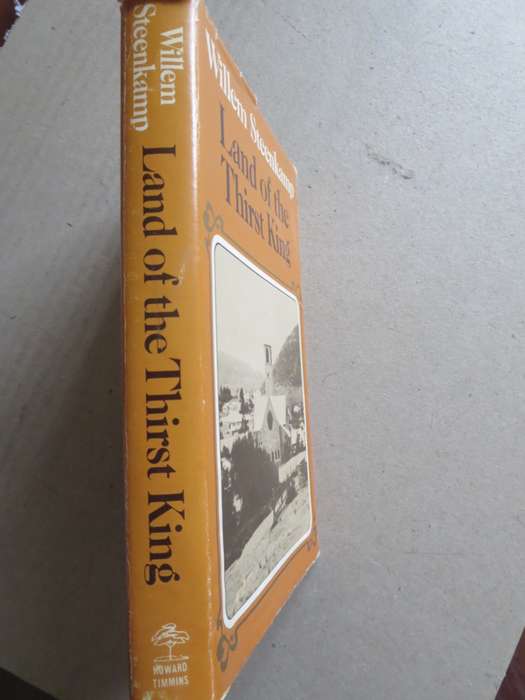 Willem
Steenkamp
Land of the Thirst King
HOWARD
TIMMINS
Willem Steenkamp
Land of the
Thirst King